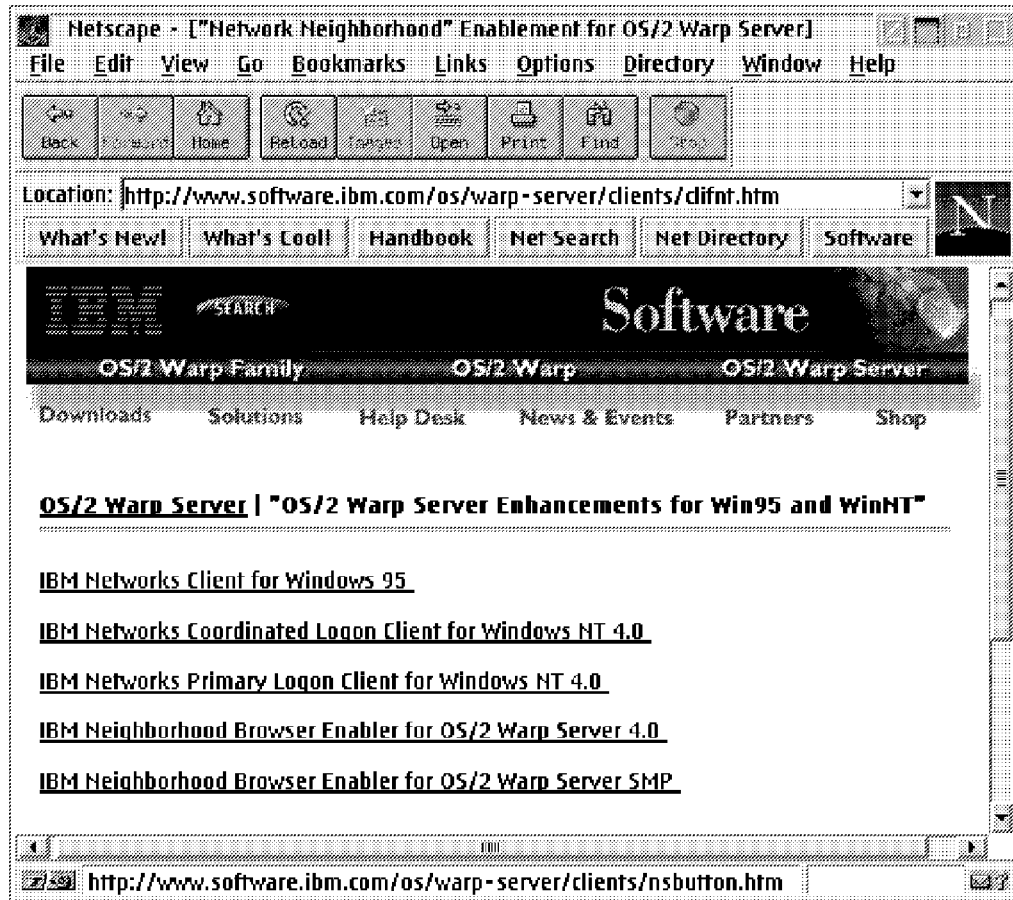 Netscape - ["Network Neighborhood" Enablement for OS/2 Warp Server]
File Edit View Go Bookmarks Links Options Directory Window Help
Back Forward Home ReLoad Images Open Print Find Stop
Location: http://www.software.ibm.com/os/warp-server/clients/clifnt.htm
What's New! What's Cool! Handbook Net Search Net Directory Software
N
IBM SEARCH Software
OS/2 Warp Family OS/2 Warp OS/2 Warp Server
Downloads Solutions Help Desk News & Events Partners Shop
OS/2 Warp Server | "OS/2 Warp Server Enhancements for Win95 and WinNT"
IBM Networks Client for Windows 95
IBM Networks Coordinated Logon Client for Windows NT 4.0
IBM Networks Primary Logon Client for Windows NT 4.0
IBM Neighborhood Browser Enabler for OS/2 Warp Server 4.0
IBM Neighborhood Browser Enabler for OS/2 Warp Server SMP
http://www.software.ibm.com/os/warp-server/clients/nsbutton.htm